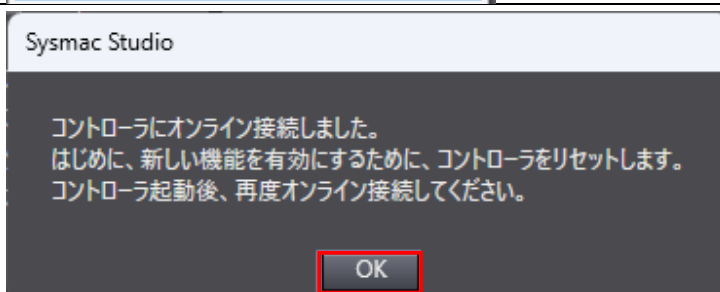 Sysmac Studio
コントローラにオンライン接続しました。
はじめに、新しい機能を有効にするために、コントローラをリセットします。
コントローラ起動後、再度オンライン接続してください。
OK